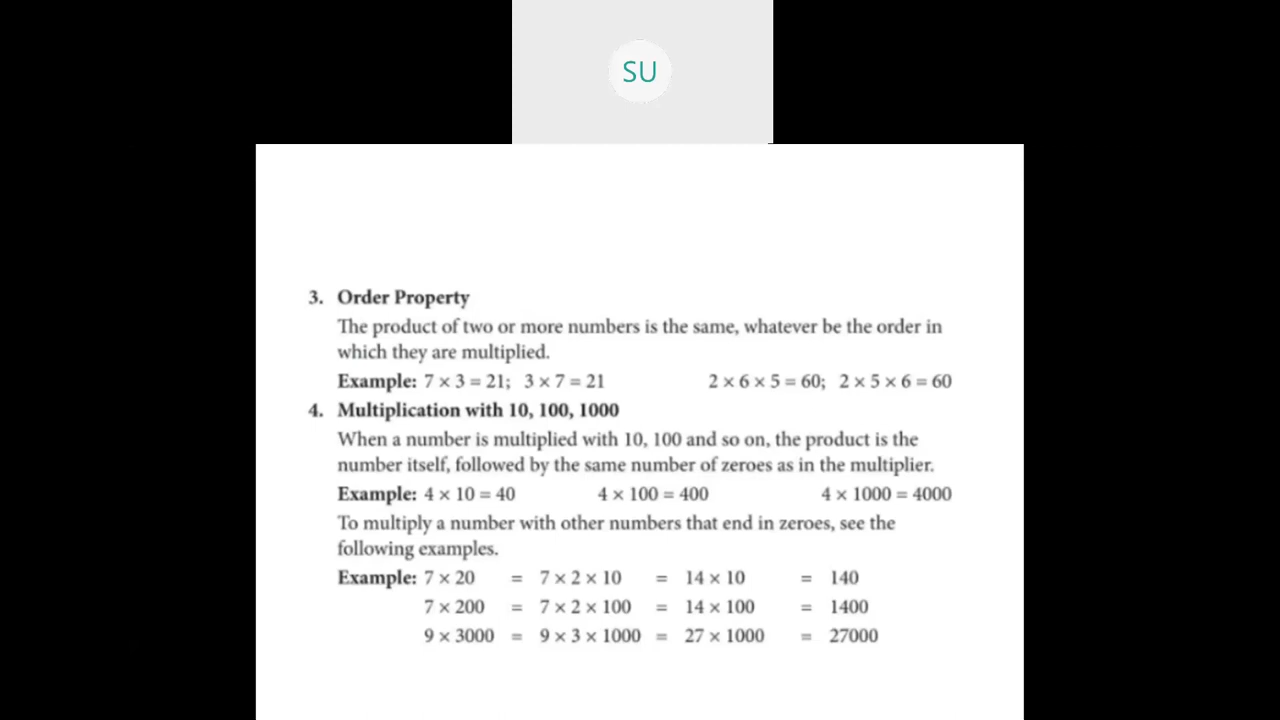 SU
3. Order Property
The product of two or more numbers is the same, whatever be the order in
which they are multiplied.
Example: 7 × 3 = 21; 3 × 7 = 21 2 × 6 × 5 = 60; 2 × 5 × 6 = 60
4. Multiplication with 10, 100, 1000
When a number is multiplied with 10, 100 and so on, the product is the
number itself, followed by the same number of zeroes as in the multiplier.
Example: 4 × 10 = 40 4 × 100 = 400 4 × 1000 = 4000
To multiply a number with other numbers that end in zeroes, see the
following examples.
Example: 7 × 20 = 7 × 2 × 10 = 14 × 10 = 140
7 × 200 = 7 × 2 × 100 = 14 × 100 = 1400
9 × 3000 = 9 × 3 × 1000 = 27 × 1000 = 27000